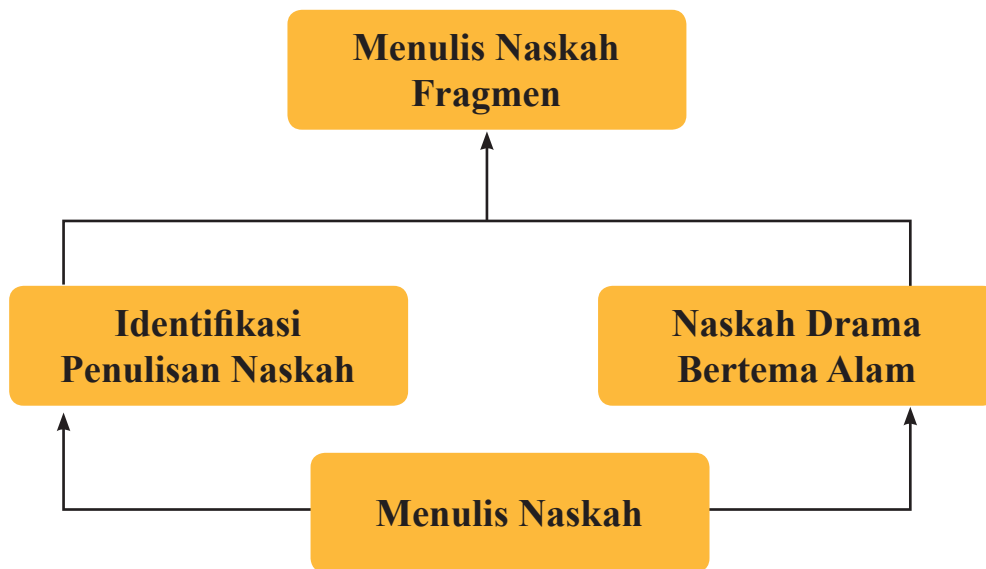 Menulis Naskah
Fragmen
Identifikasi
Penulisan Naskah
Naskah Drama
Bertema Alam
Menulis Naskah